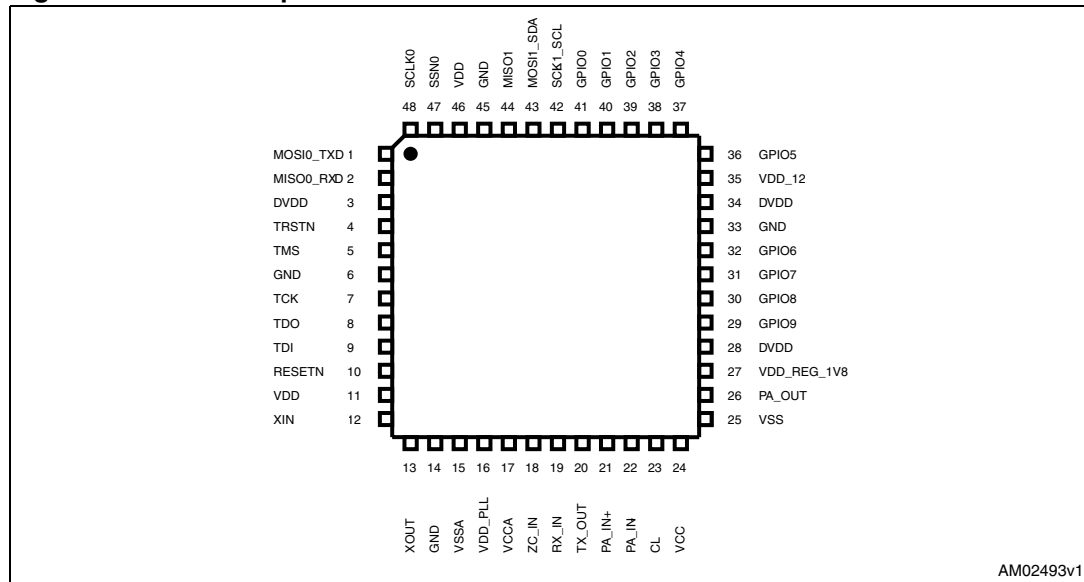 SCLK0
SSN0
VDD
GND
MISO1
MOSI1_SDA
SCK1_SCL
GPIO0
GPIO1
GPIO2
GPIO3
GPIO4
48 47 46 45 44 43 42 41 40 39 38 37
MOSI0_TXD 1
MISO0_RXD 2
DVDD 3
TRSTN 4
TMS 5
GND 6
TCK 7
TDO 8
TDI 9
RESETN 10
VDD 11
XIN 12
36 GPIO5
35 VDD_12
34 DVDD
33 GND
32 GPIO6
31 GPIO7
30 GPIO8
29 GPIO9
28 DVDD
27 VDD_REG_1V8
26 PA_OUT
25 VSS
13 14 15 16 17 18 19 20 21 22 23 24
XOUT
GND
VSSA
VDD_PLL
VCCA
ZC_IN
RX_IN
TX_OUT
PA_IN+
PA_IN
CL
VCC
AM02493v1